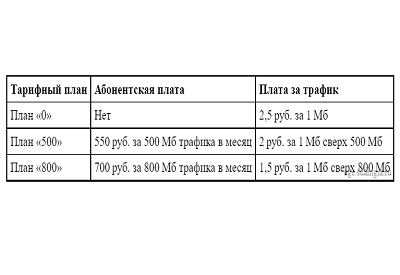 Тарифный план Абонентская плата Плата за трафик
План «0» Нет 2,5 руб. за 1 Мб
План «500» 550 руб. за 500 Мб трафика в месяц 2 руб. за 1 Мб сверх 500 Мб
План «800» 700 руб. за 800 Мб трафика в месяц 1,5 руб. за 1 Мб сверх 800 Мб